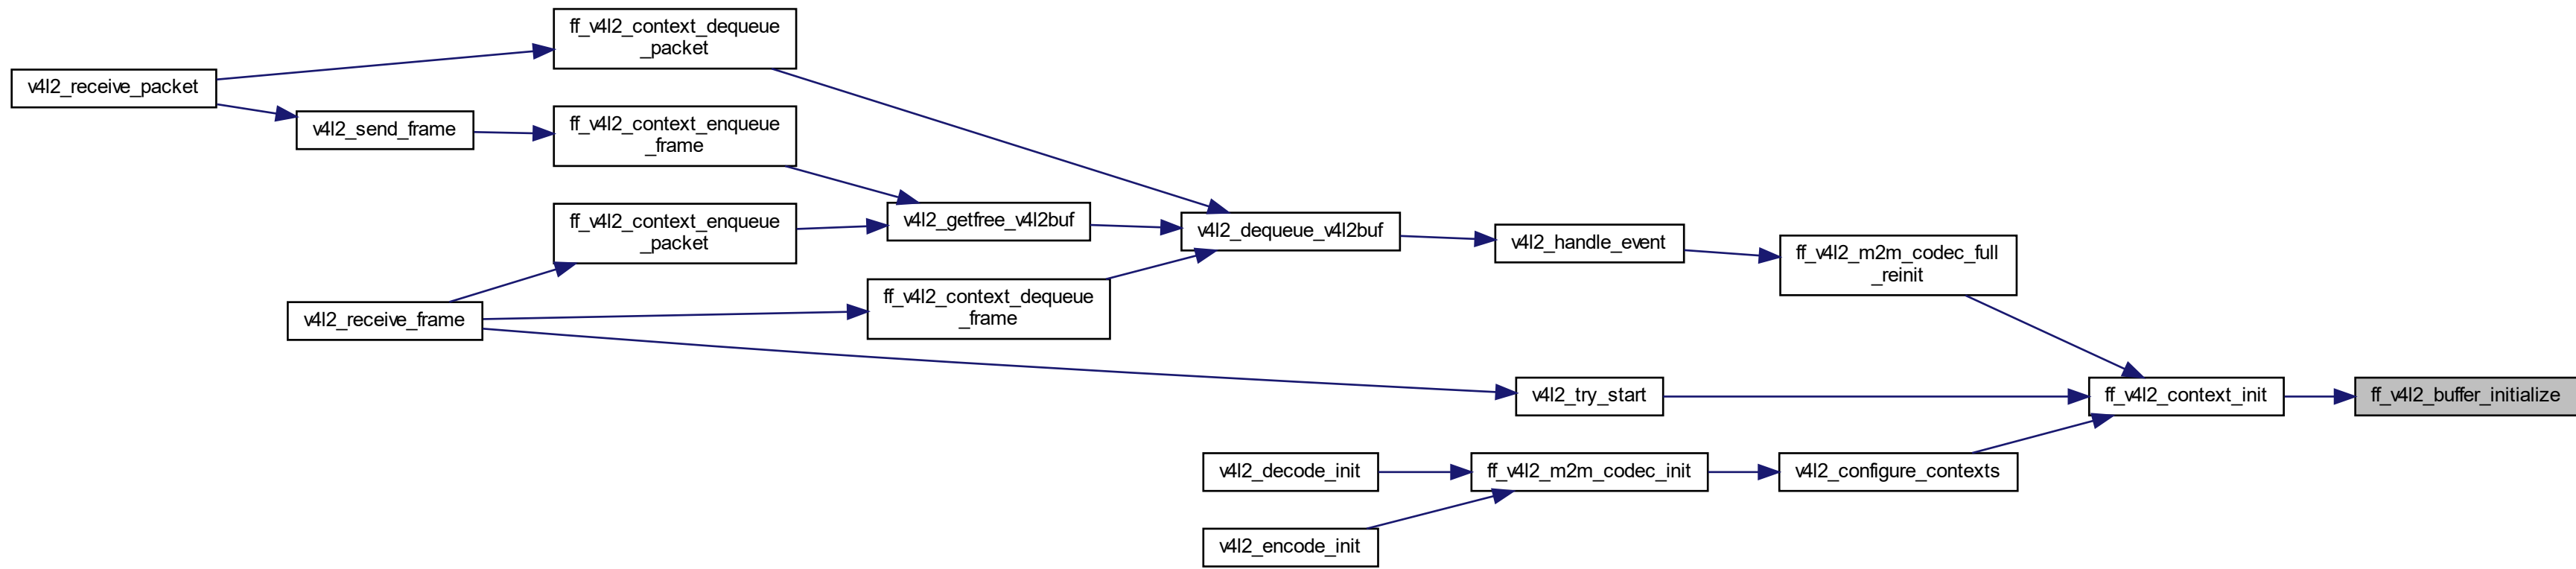 ff_v4l2_context_dequeue
_packet
v4l2_receive_packet
v4l2_send_frame
ff_v4l2_context_enqueue
_frame
ff_v4l2_context_enqueue
_packet
v4l2_getfree_v4l2buf
v4l2_dequeue_v4l2buf
v4l2_handle_event
ff_v4l2_m2m_codec_full
_reinit
v4l2_receive_frame
ff_v4l2_context_dequeue
_frame
v4l2_try_start
ff_v4l2_context_init
ff_v4l2_buffer_initialize
v4l2_decode_init
ff_v4l2_m2m_codec_init
v4l2_configure_contexts
v4l2_encode_init